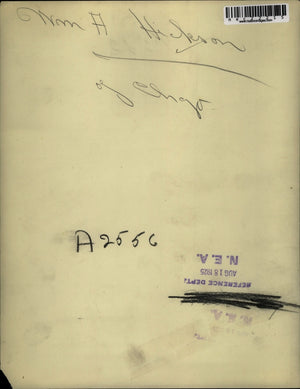 Wm A Hickson
of Chgo
A2556
REFERENCE DEPT.
AUG 18 1925
N. E. A.
N. E. A.